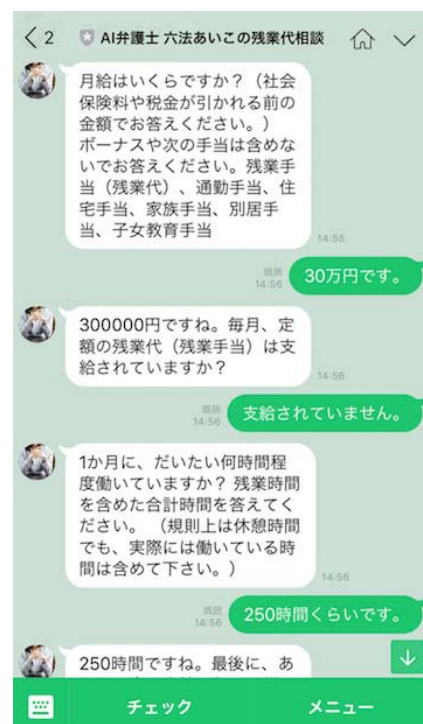 2 AI弁護士 六法あいこの残業代相談
月給はいくらですか？（社会
保険料や税金が引かれる前の
金額でお答えください。）
ボーナスや次の手当は含めな
いでお答えください。残業手
当（残業代）、通勤手当、住
宅手当、家族手当、別居手
当、子女教育手当
14:55
既読
14:56
30万円です。
300000円ですね。毎月、定
額の残業代（残業手当）は支
給されていますか？
14:56
既読
14:56
支給されていません。
1か月に、だいたい何時間程
度働いていますか？ 残業時間
を含めた合計時間を答えてく
ださい。（規則上は休憩時間
でも、実際には働いている時
間は含めて下さい。）
14:56
既読
14:56
250時間くらいです。
250時間ですね。最後に、あ
チェック
メニュー